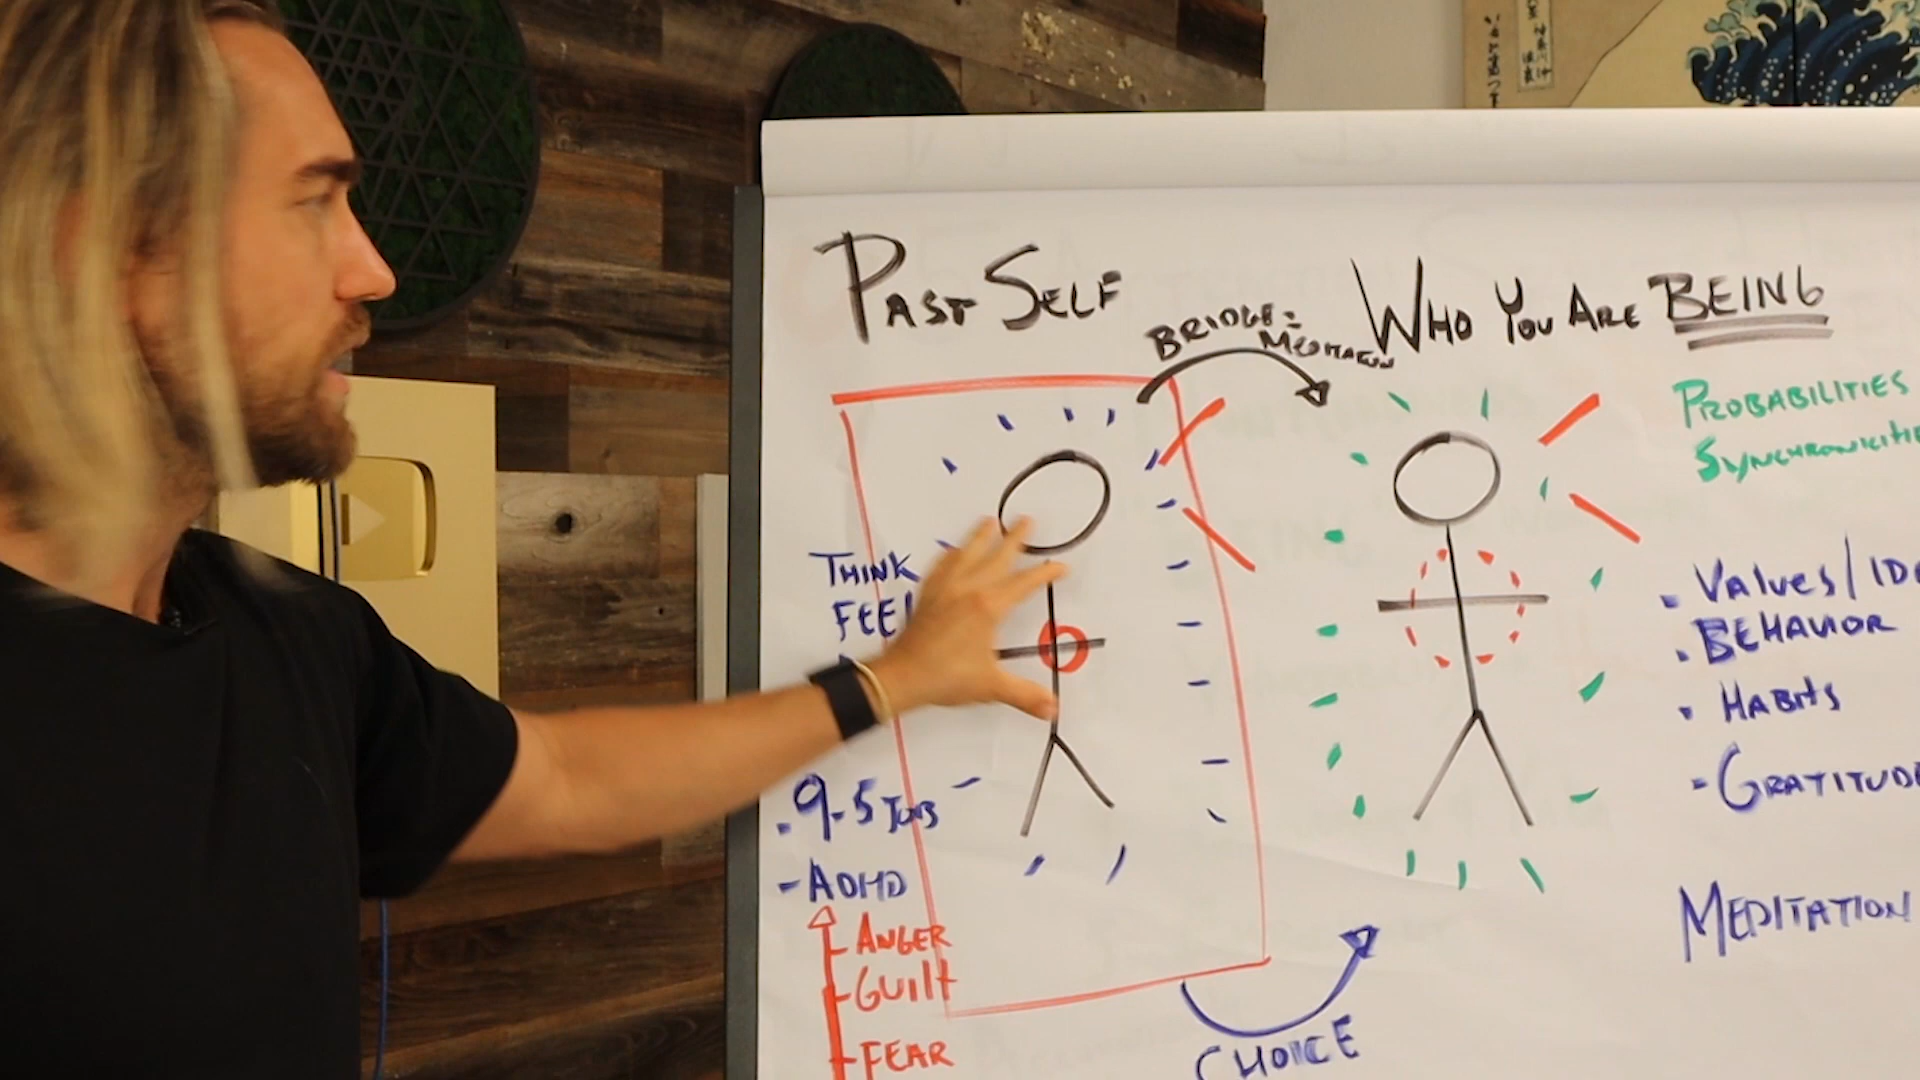 PAST SELF
BRIDGE =
MEDITATION
WHO YOU ARE BEING
PROBABILITIES
THINK
FEEL
VALUES/
BEHAVIOR
HABITS
GRATITUDE
9-5 JOBS
ADHD
MEDITATION
ANGER
GUILT
FEAR
CHOICE